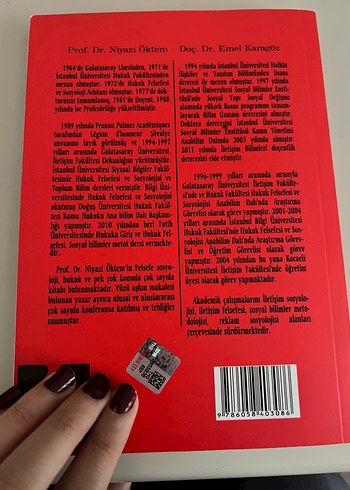 Prof. Dr. Niyazi Öktem
1964'de Galatasaray Lisesinden, 1971'de
İstanbul Üniversitesi Hukuk Fakültesinden
mezun olmuştur. 1972'de Hukuk Felsefesi
ve Sosyoloji Asistanı olmuştur. 1977'de dok-
torasını tamamlamış, 1981'de Doçent, 1988
yılında ise Profesörlüğe yükseltilmiştir.
1989 yılında Fransa Palmes Académiques
tarafından Légion d'honneur Şövalye
unvanına layık görülmüş ve 1994-1997
yılları arasında Galatasaray Üniversitesi,
İletişim Fakültesi Dekanlığını yürütmüştür.
İstanbul Üniversitesi Siyasal Bilgiler Fakül-
tesinde Hukuk Felsefesi ve Sosyolojisi ve
Toplum Bilim dersleri vermiştir. Bilgi Üni-
versitesinde Hukuk Felsefesi ve Sosyolojisi
okutmuş Doğuş Üniversitesi Hukuk Fakül-
tesi Kamu Hukuku Ana bilim Dalı Başkanlı-
lığı yapmıştır. 2010 yılından beri Fatih
Üniversitesinde Hukuka Giriş ve Hukuk Fel-
sefesi, Sosyal bilimler metot dersi vermekte-
dir..
Prof. Dr. Niyazi Öktem'in Felsefe sosyo-
loji, hukuk ve pek çok konuda çok sayıda
kitabı bulunmaktadır. Yüzü aşkın makalesi
bulunan yazar ayrıca ulusal ve uluslararası
çok sayıda konferansa katılmış ve tebliğler
sunmuştur.
Doç. Dr. Emel Karagöz
1994 yılında İstanbul Üniversitesi Halkla
İlişkiler ve Tanıtım Bölümünden lisans
derecesi ile mezun olmuştur. 1997 yılında
İstanbul Üniversitesi Sosyal Bilimler Ensti-
tüsü'nde Sosyal Yapı Sosyal Değişme
alanında yüksek lisans programı tamam-
layarak Bilim Uzmanı derecesini almıştır.
Doktora derecesini İstanbul Üniversitesi
Sosyal Bilimler Enstitüsü Kamu Yönetimi
Anabilim Dalında 2003 yılında almıştır.
2011 yılında İletişim Bilimleri doçentlik
derecesini elde etmiştir.
1996-1999 yılları arasında sırasıyla
Galatasaray Üniversitesi İletişim Fakülte-
si'nde ve Hukuk Fakültesi Hukuk Felsefesi ve
Sosyolojisi Anabilim Dalı'nda Araştırma
Görevlisi olarak görev yapmıştır. 2001-2004
yılları arasında İstanbul Bilgi Üniversitesi
Hukuk Fakültesi'nde Hukuk Felsefesi ve Sos-
yolojisi Anabilim Dalı'nda Araştırma Görev-
lisi ve Öğretim Görevlisi olarak görev
yapmıştır. 2004 yılından bu yana Kocaeli
Üniversitesi İletişim Fakültesi'nde öğretim
üyesi olarak görev yapmaktadır.
Akademik çalışmalarını İletişim sosyolo-
jisi, iletişim felsefesi, sosyal bilimler meto-
dolojisi, reklam sosyolojisi alanları
çerçevesinde sürdürmektedir.
9786058403086